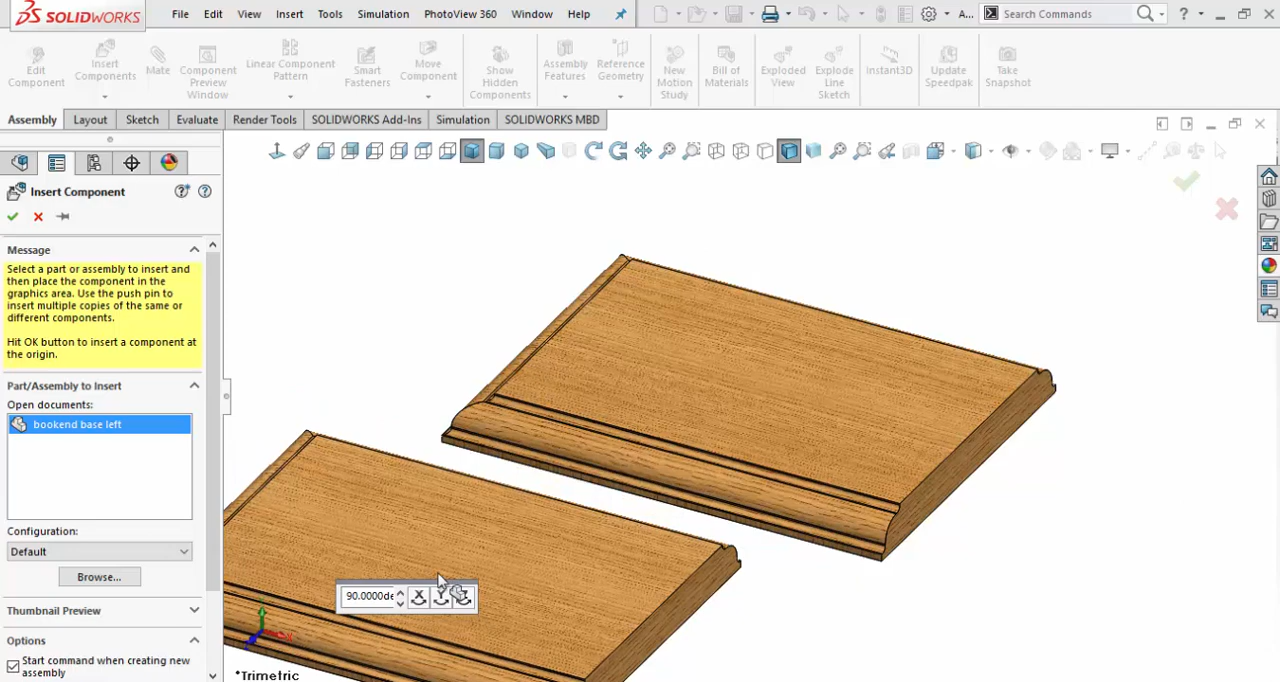 SOLIDWORKS
File Edit View Insert Tools Simulation PhotoView 360 Window Help
A...
Search Commands
?
Edit Component
Insert Components
Mate
Component Preview Window
Linear Component Pattern
Smart Fasteners
Move Component
Show Hidden Components
Assembly Features
Reference Geometry
New Motion Study
Bill of Materials
Exploded View
Explode Line Sketch
Instant3D
Update Speedpak
Take Snapshot
Assembly Layout Sketch Evaluate Render Tools SOLIDWORKS Add-Ins Simulation SOLIDWORKS MBD
Insert Component
Message
Select a part or assembly to insert and
then place the component in the
graphics area. Use the push pin to
insert multiple copies of the same or
different components.
Hit OK button to insert a component at
the origin.
Part/Assembly to Insert
Open documents:
bookend base left
Configuration:
Default
Browse...
Thumbnail Preview
Options
Start command when creating new
assembly
90.0000de
X Y Z
*Trimetric